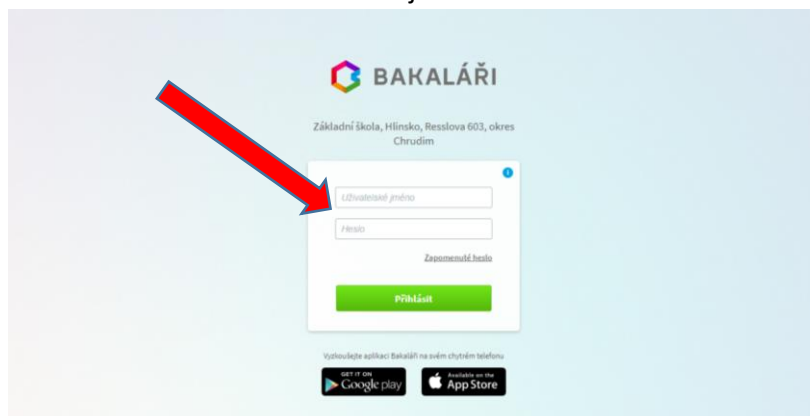 BAKALÁŘI
Základní škola, Hlinsko, Resslova 603, okres
Chrudim
Uživatelské jméno
Heslo
Zapomenuté heslo
Přihlásit
Vyzkoušejte aplikaci Bakaláři na svém chytrém telefonu
GET IT ON
Google play
Available on the
App Store